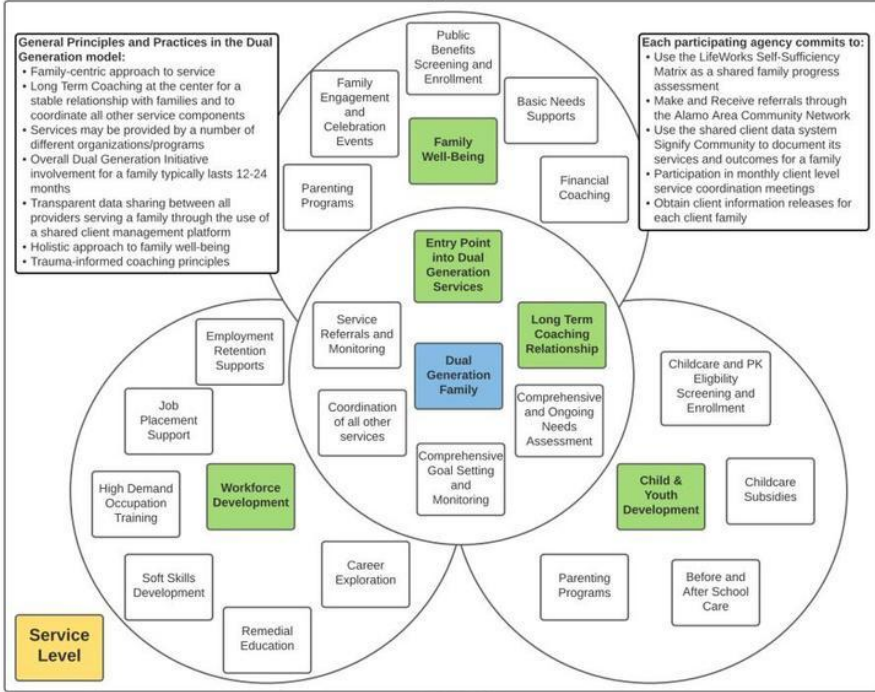 General Principles and Practices in the Dual
Generation model:
• Family-centric approach to service
• Long Term Coaching at the center for a
stable relationship with families and to
coordinate all other service components
• Services may be provided by a number of
different organizations/programs
• Overall Dual Generation Initiative
involvement for a family typically lasts 12-24
months
• Transparent data sharing between all
providers serving a family through the use of
a shared client management platform
• Holistic approach to family well-being
• Trauma-informed coaching principles
Public
Benefits
Screening and
Enrollment
Family
Engagement
and
Celebration
Events
Basic Needs
Supports
Family
Well-Being
Parenting
Programs
Financial
Coaching
Each participating agency commits to:
• Use the LifeWorks Self-Sufficiency
Matrix as a shared family progress
assessment
• Make and Receive referrals through
the Alamo Area Community Network
• Use the shared client data system
Signify Community to document its
services and outcomes for a family
• Participation in monthly client level
service coordination meetings
• Obtain client information releases for
each client family
Entry Point
into Dual
Generation
Services
Service
Referrals and
Monitoring
Long Term
Coaching
Relationship
Dual
Generation
Family
Coordination
of all other
services
Comprehensive
and Ongoing
Needs
Assessment
Comprehensive
Goal Setting
and
Monitoring
Employment
Retention
Supports
Job
Placement
Support
High Demand
Occupation
Training
Workforce
Development
Soft Skills
Development
Career
Exploration
Remedial
Education
Childcare and PK
Eligbility
Screening and
Enrollment
Child &
Youth
Development
Childcare
Subsidies
Parenting
Programs
Before and
After School
Care
Service
Level